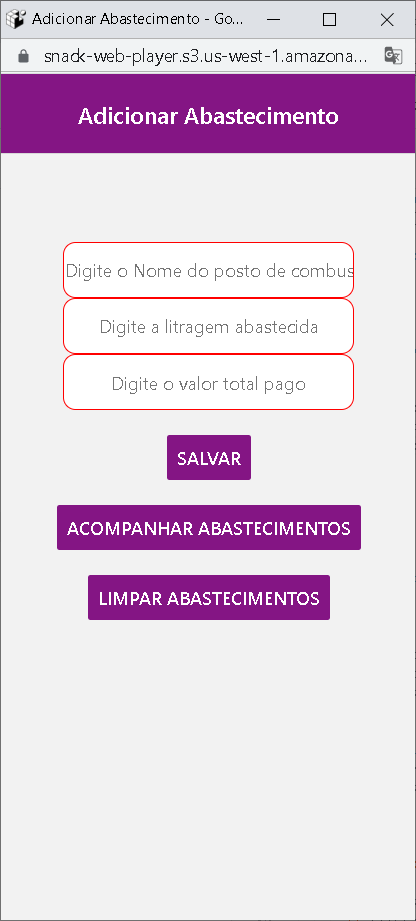 Adicionar Abastecimento - Go...
snack-web-player.s3.us-west-1.amazona...
Adicionar Abastecimento
Digite o Nome do posto de combus
Digite a litragem abastecida
Digite o valor total pago
SALVAR
ACOMPANHAR ABASTECIMENTOS
LIMPAR ABASTECIMENTOS